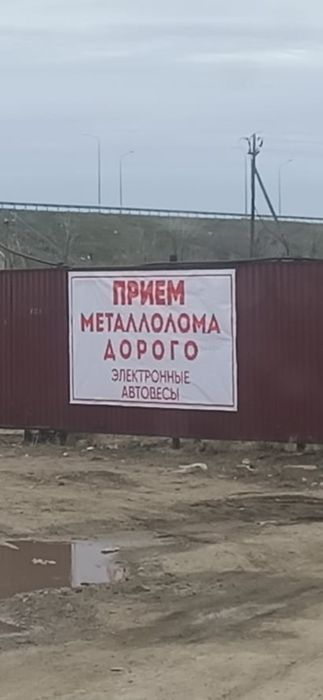 ПРИЕМ
МЕТАЛЛОЛОМА
ДОРОГО
ЭЛЕКТРОННЫЕ
АВТОВЕСЫ